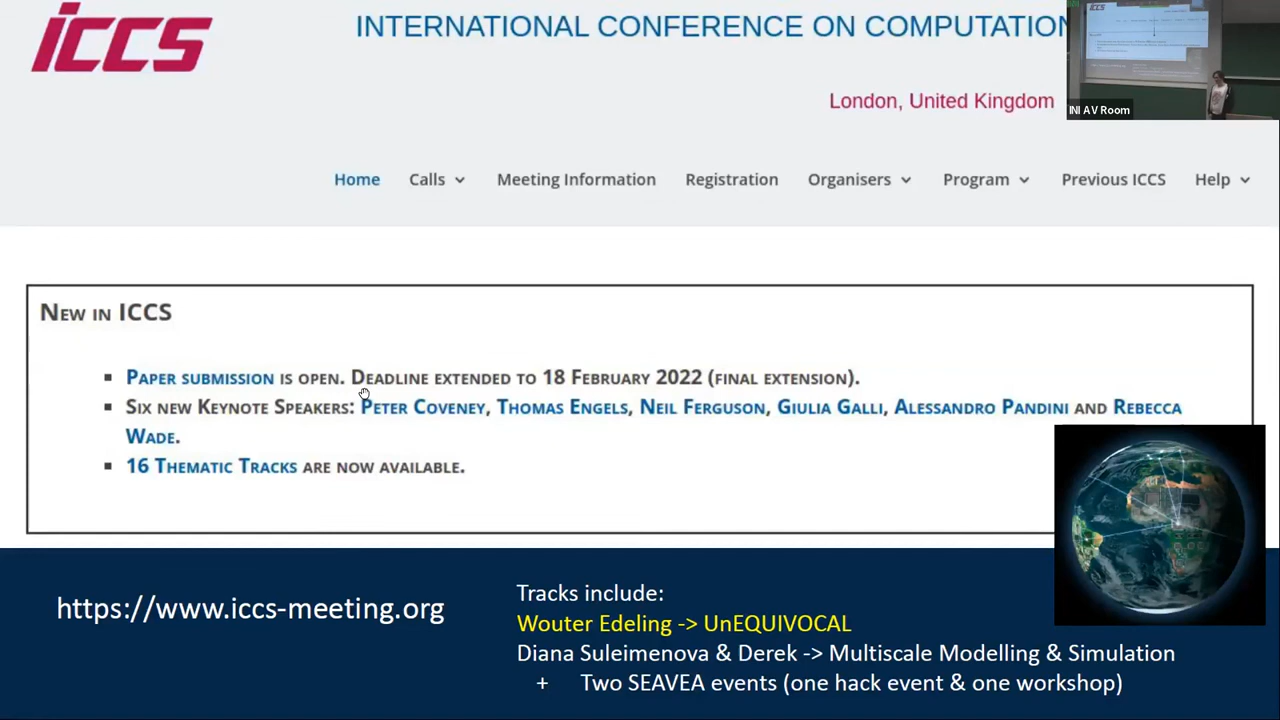 iccs
INTERNATIONAL CONFERENCE ON COMPUTATION
London, United Kingdom
INI AV Room
Home Calls Meeting Information Registration Organisers Program Previous ICCS Help
New in ICCS
Paper submission is open. Deadline extended to 18 February 2022 (final extension).
Six new Keynote Speakers: Peter Coveney, Thomas Engels, Neil Ferguson, Giulia Galli, Alessandro Pandini and Rebecca
Wade.
16 Thematic Tracks are now available.
https://www.iccs-meeting.org
Tracks include:
Wouter Edeling -> UnEQUIVOCAL
Diana Suleimenova & Derek -> Multiscale Modelling & Simulation
+ Two SEAVEA events (one hack event & one workshop)